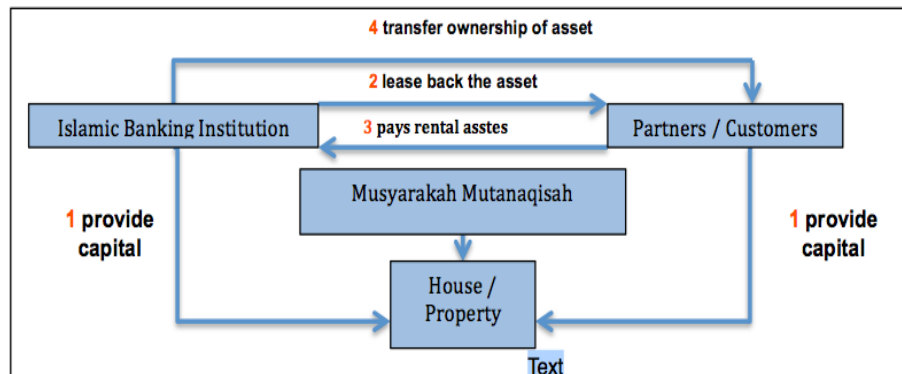 4 transfer ownership of asset
2 lease back the asset
Islamic Banking Institution
3 pays rental asstes
Partners / Customers
Musyarakah Mutanaqisah
1 provide
capital
1 provide
capital
House /
Property
Text